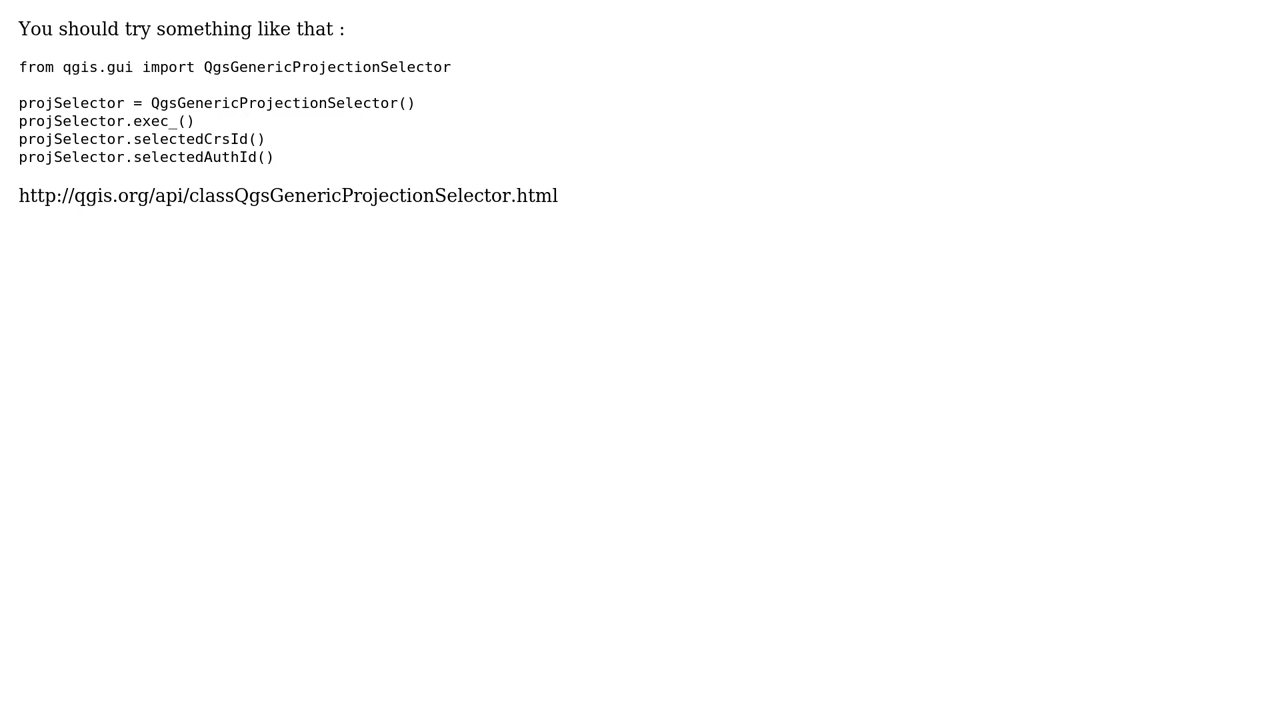 You should try something like that :
from qgis.gui import QgsGenericProjectionSelector
projSelector = QgsGenericProjectionSelector()
projSelector.exec_()
projSelector.selectedCrsId()
projSelector.selectedAuthId()
http://qgis.org/api/classQgsGenericProjectionSelector.html